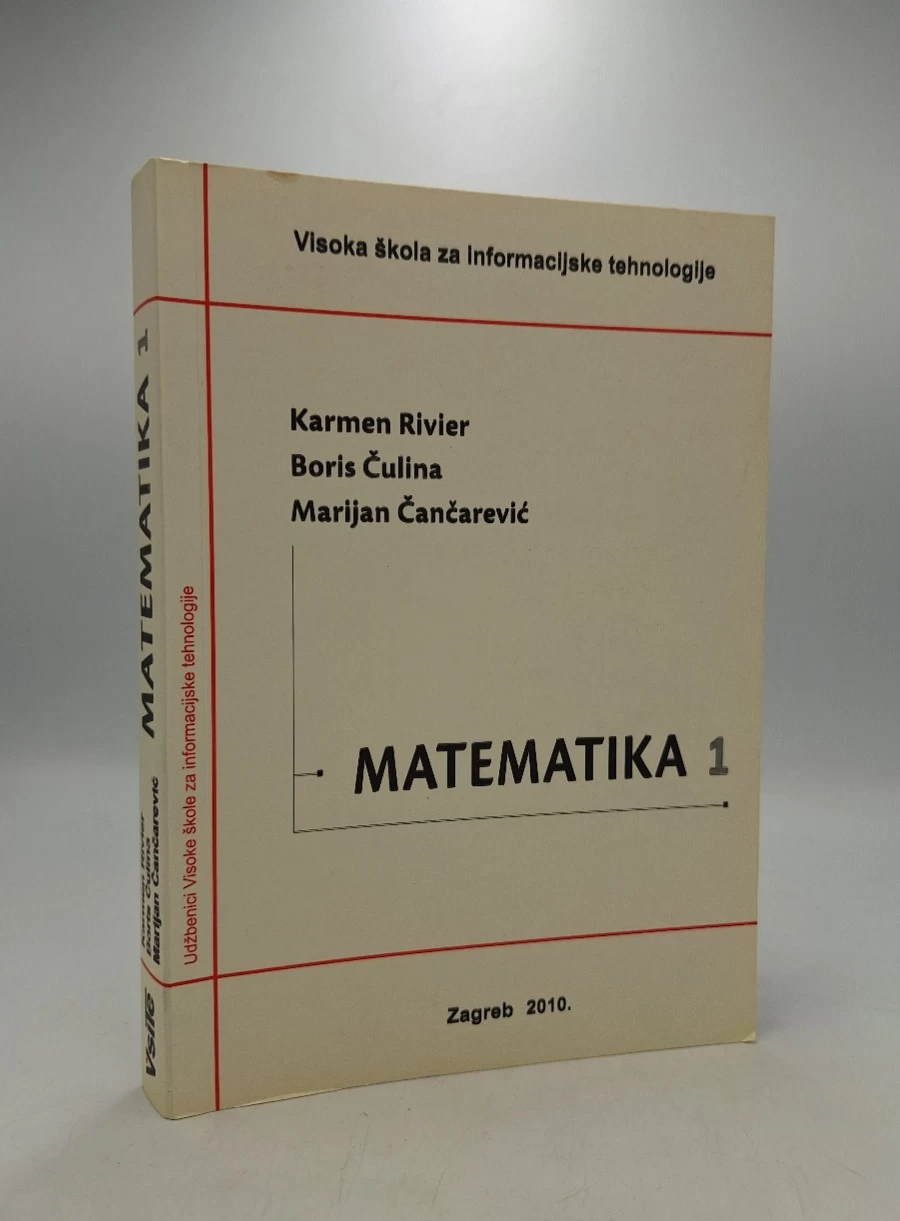 Visoka škola za informacijske tehnologije
Karmen Rivier
Boris Čulina
Marijan Čančarević
MATEMATIKA 1
Zagreb 2010.
Udžbenici Visoke škole za informacijske tehnologije
MATEMATIKA 1
Karmen Rivier
Boris Čulina
Marijan Čančarević
vsite